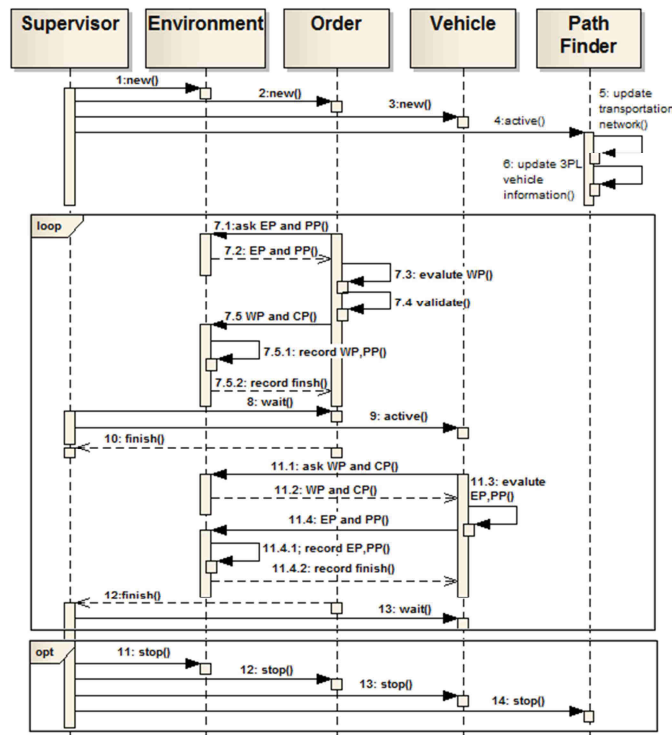 Supervisor
Environment
Order
Vehicle
Path
Finder
1:new()
2:new()
3:new()
4:active()
5: update
transportation
network()
6: update 3PL
vehicle
information()
loop
7.1:ask EP and PP()
7.2: EP and PP()
7.3: evalute WP()
7.4 validate()
7.5 WP and CP()
7.5.1: record WP,PP()
7.5.2: record finsh()
8: wait()
9: active()
10: finish()
11.1: ask WP and CP()
11.2: WP and CP()
11.3: evalute
EP,PP()
11.4: EP and PP()
11.4.1; record EP,PP()
11.4.2: record finish()
12:finish()
13: wait()
opt
11: stop()
12: stop()
13: stop()
14: stop()